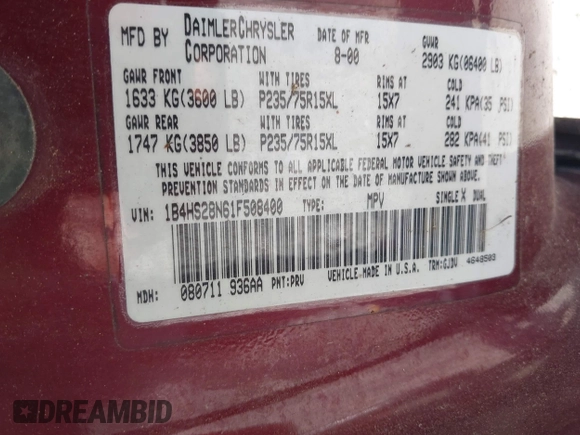 MFD BY DAIMLERCHRYSLER CORPORATION DATE OF MFR 8-00 GVWR 2903 KG(06400 LB)
GAWR FRONT WITH TIRES RIMS AT COLD
1633 KG(3600 LB) P235/75R15XL 15X7 241 KPA(35 PSI)
GAWR REAR WITH TIRES RINS AT COLD
1747 KG(3850 LB) P235/75R15XL 15X7 282 KPA(41 PSI)
THIS VEHICLE CONFORMS TO ALL APPLICABLE FEDERAL MOTOR VEHICLE SAFETY AND THEFT
PREVENTION STANDARDS IN EFFECT ON THE DATE OF MANUFACTURE SHOWN ABOVE.
VIN: 1B4HS28N61F508400 TYPE: MPV SINGLE X DUAL
VEHICLE MADE IN U.S.A. 4648503
MDH: 080711 936AA PNT:PRV TRM:GJDV
DREAMBID